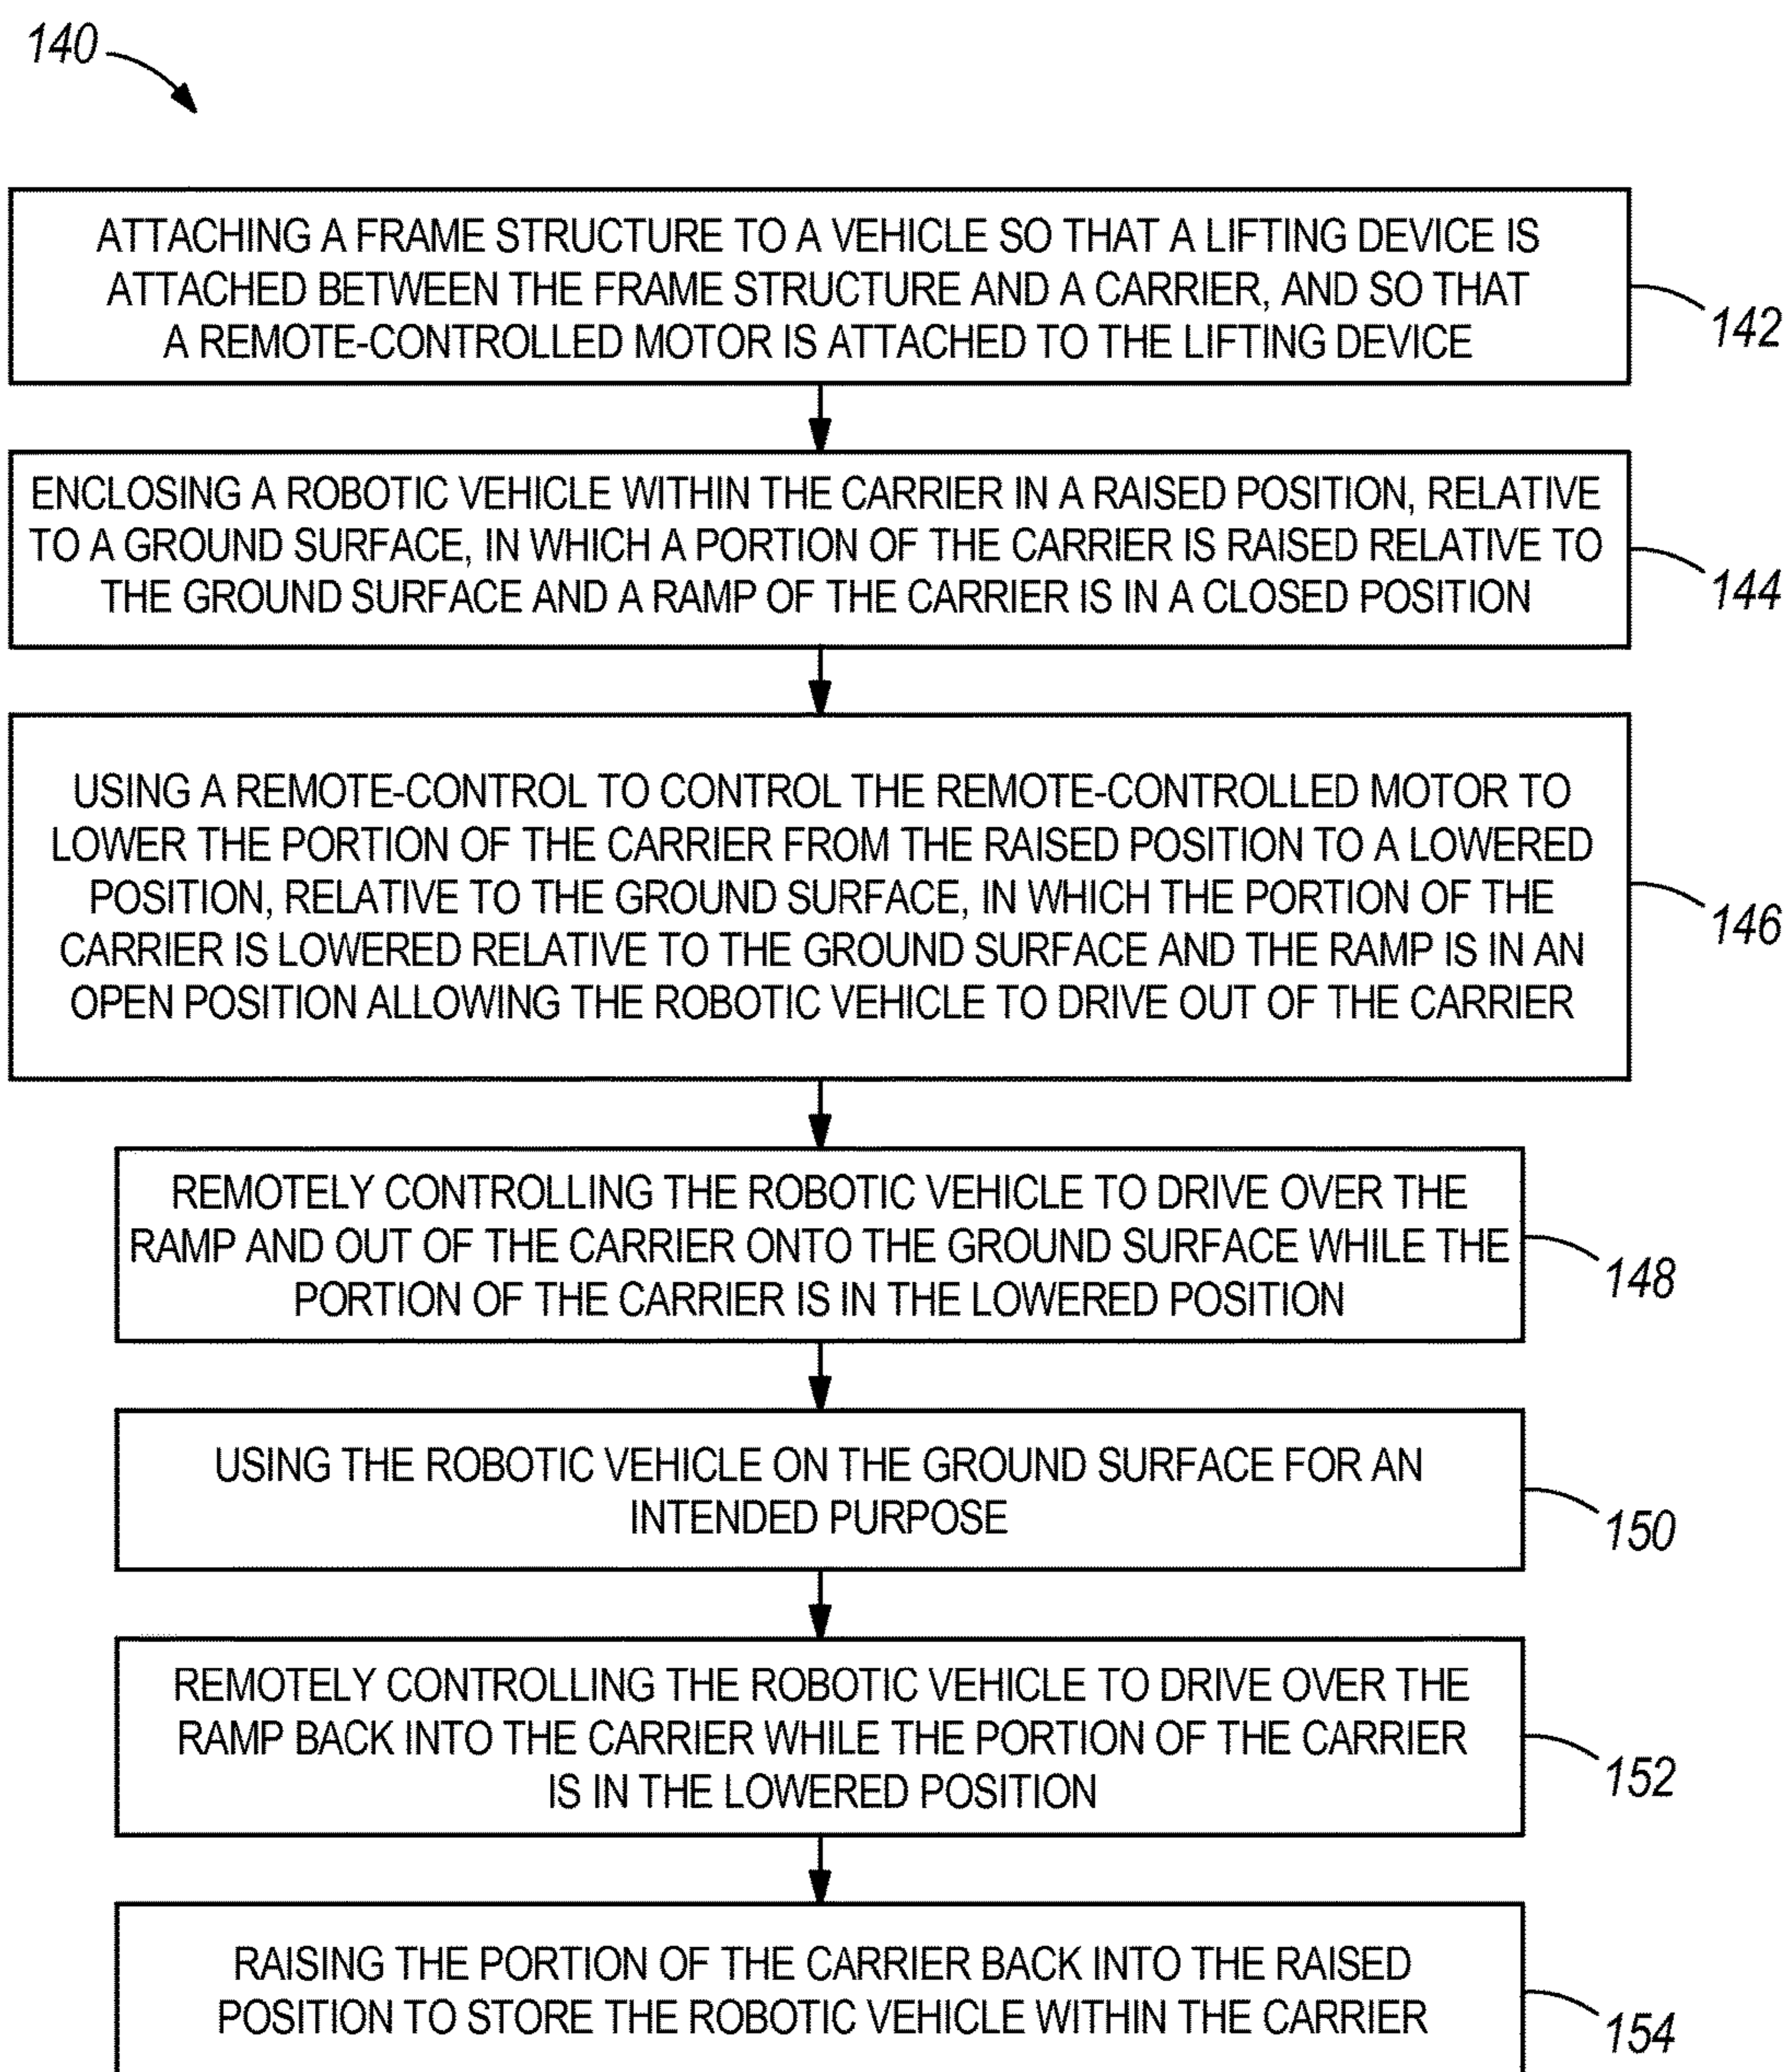 140
ATTACHING A FRAME STRUCTURE TO A VEHICLE SO THAT A LIFTING DEVICE IS
ATTACHED BETWEEN THE FRAME STRUCTURE AND A CARRIER, AND SO THAT
A REMOTE-CONTROLLED MOTOR IS ATTACHED TO THE LIFTING DEVICE
142
ENCLOSING A ROBOTIC VEHICLE WITHIN THE CARRIER IN A RAISED POSITION, RELATIVE
TO A GROUND SURFACE, IN WHICH A PORTION OF THE CARRIER IS RAISED RELATIVE TO
THE GROUND SURFACE AND A RAMP OF THE CARRIER IS IN A CLOSED POSITION
144
USING A REMOTE-CONTROL TO CONTROL THE REMOTE-CONTROLLED MOTOR TO
LOWER THE PORTION OF THE CARRIER FROM THE RAISED POSITION TO A LOWERED
POSITION, RELATIVE TO THE GROUND SURFACE, IN WHICH THE PORTION OF THE
CARRIER IS LOWERED RELATIVE TO THE GROUND SURFACE AND THE RAMP IS IN AN
OPEN POSITION ALLOWING THE ROBOTIC VEHICLE TO DRIVE OUT OF THE CARRIER
146
REMOTELY CONTROLLING THE ROBOTIC VEHICLE TO DRIVE OVER THE
RAMP AND OUT OF THE CARRIER ONTO THE GROUND SURFACE WHILE THE
PORTION OF THE CARRIER IS IN THE LOWERED POSITION
148
USING THE ROBOTIC VEHICLE ON THE GROUND SURFACE FOR AN
INTENDED PURPOSE
150
REMOTELY CONTROLLING THE ROBOTIC VEHICLE TO DRIVE OVER THE
RAMP BACK INTO THE CARRIER WHILE THE PORTION OF THE CARRIER
IS IN THE LOWERED POSITION
152
RAISING THE PORTION OF THE CARRIER BACK INTO THE RAISED
POSITION TO STORE THE ROBOTIC VEHICLE WITHIN THE CARRIER
154